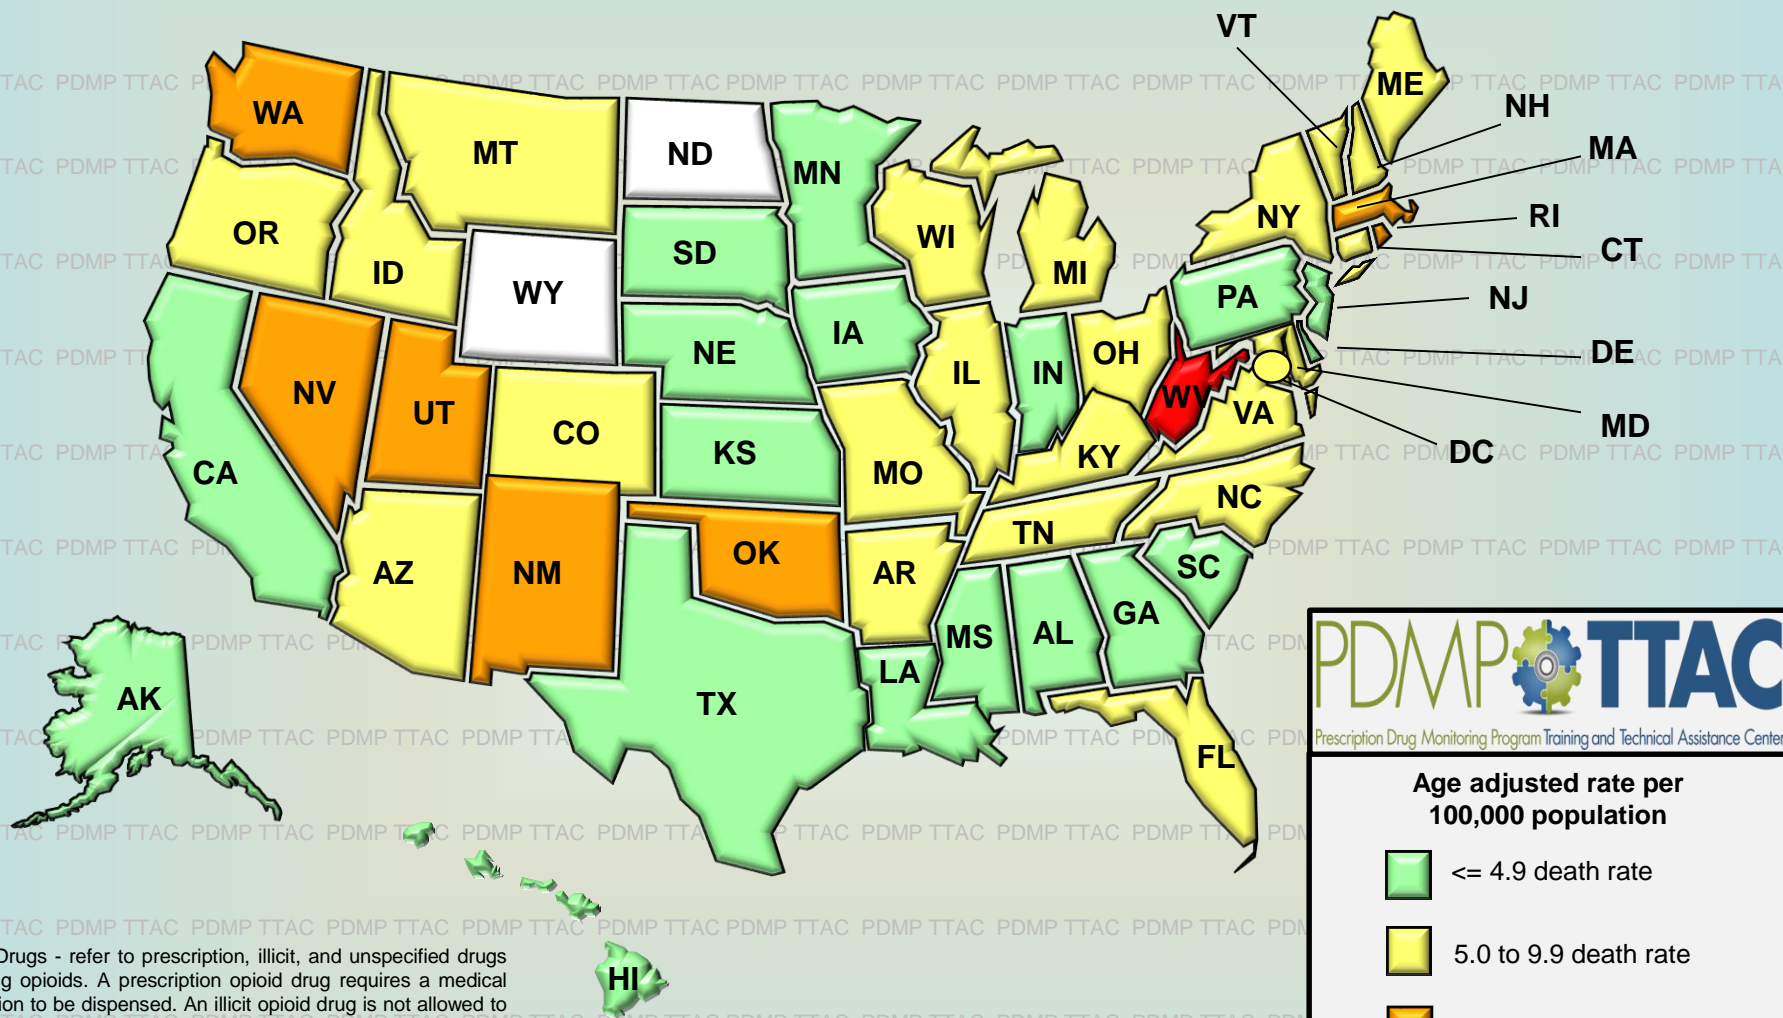 VT
ME
NH
WA
MT
ND
MN
MA
OR
ID
SD
WI
MI
NY
RI
CT
WY
NE
IA
PA
NJ
NV
UT
CO
KS
MO
IL
IN
OH
WV
VA
DE
MD
DC
CA
KY
NC
AZ
NM
OK
AR
TN
SC
AK
TX
LA
MS
AL
GA
FL
HI
PDMP TTAC
Prescription Drug Monitoring Program Training and Technical Assistance Center
Age adjusted rate per
100,000 population
<= 4.9 death rate
5.0 to 9.9 death rate
Drugs - refer to prescription, illicit, and unspecified drugs
g opioids. A prescription opioid drug requires a medical
ion to be dispensed. An illicit opioid drug is not allowed to